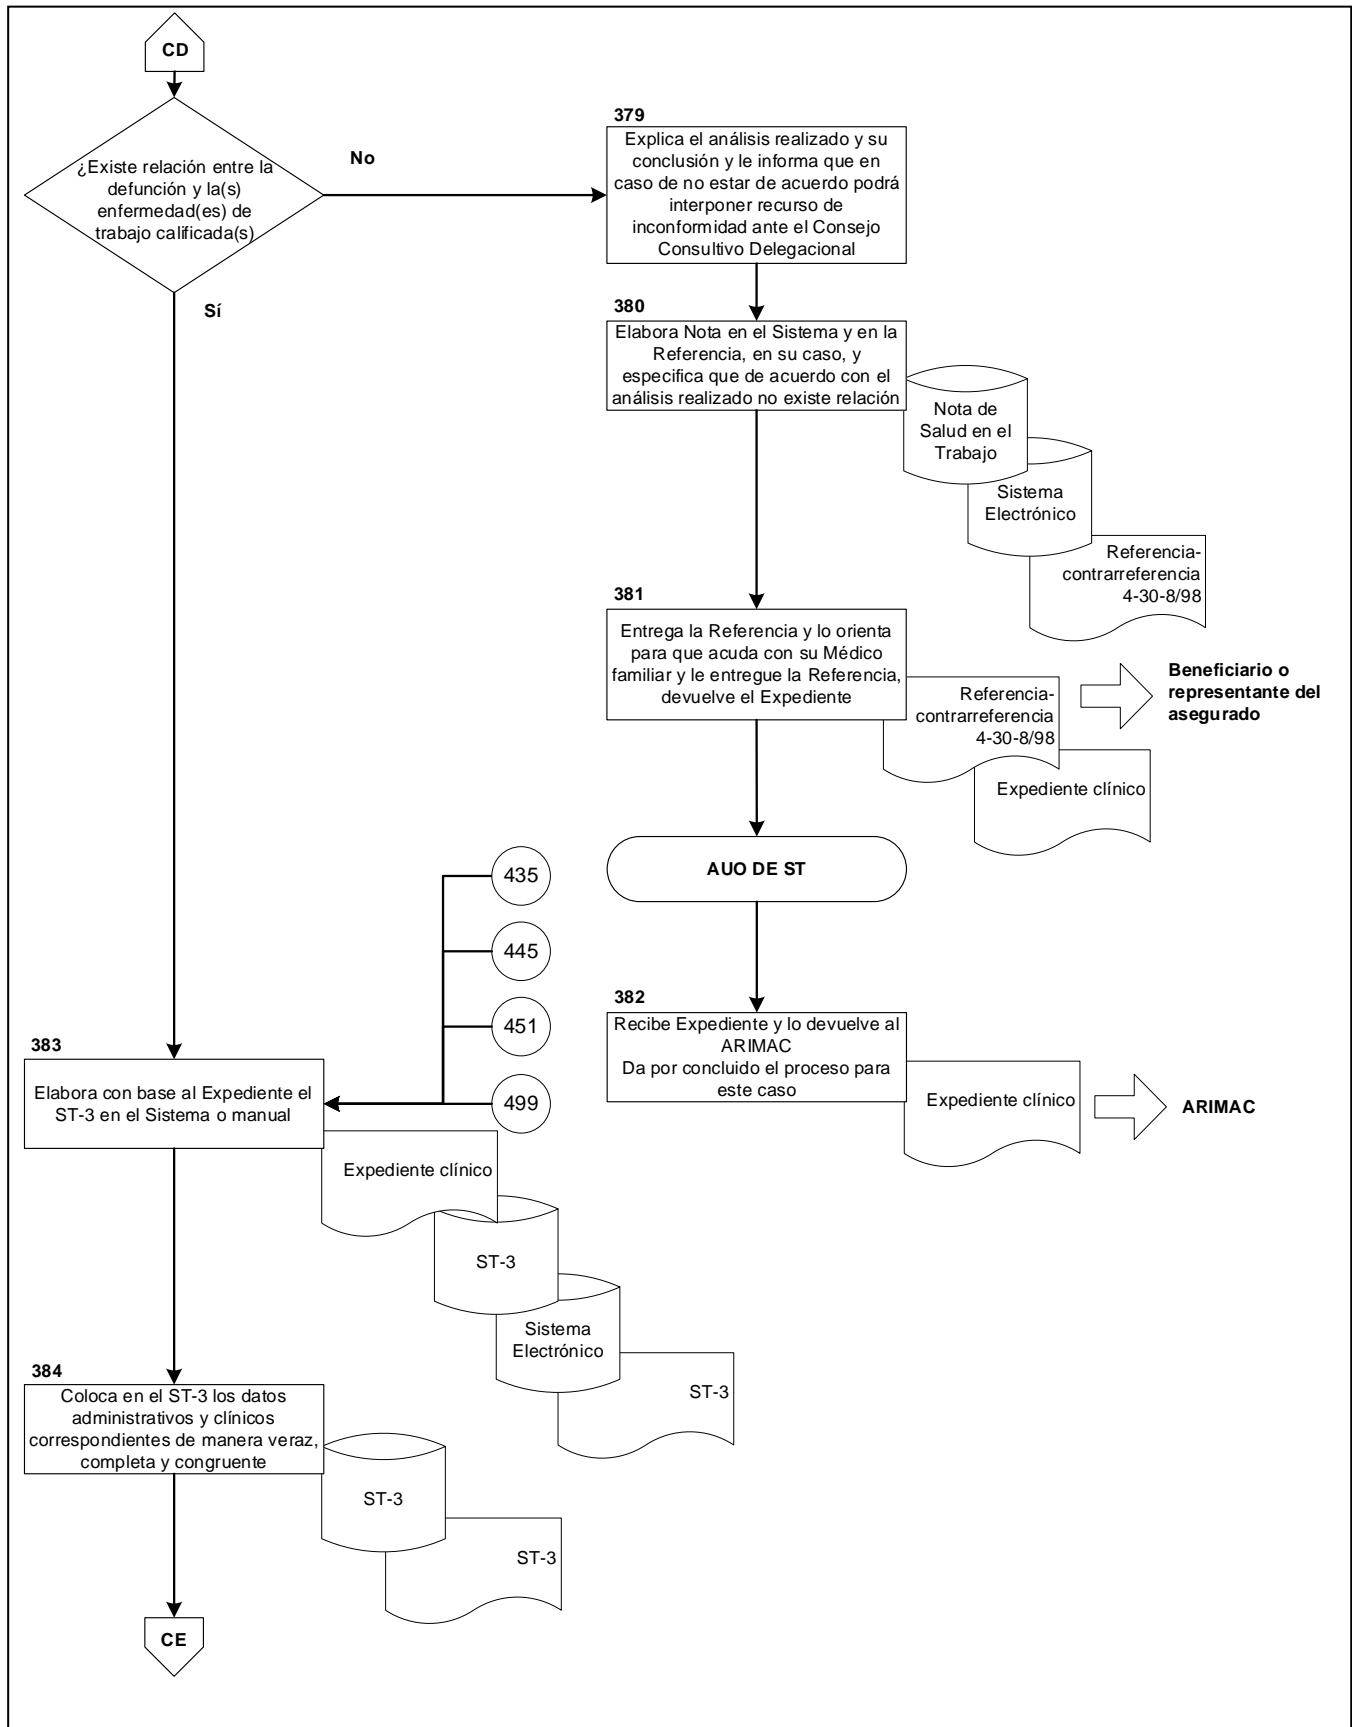 CD
¿Existe relación entre la
defunción y la(s)
enfermedad(es) de
trabajo calificada(s)
No
Sí
379
Explica el análisis realizado y su
conclusión y le informa que en
caso de no estar de acuerdo podrá
interponer recurso de
inconformidad ante el Consejo
Consultivo Delegacional
380
Elabora Nota en el Sistema y en la
Referencia, en su caso, y
especifica que de acuerdo con el
análisis realizado no existe relación
Nota de
Salud en el
Trabajo
Sistema
Electrónico
Referencia-
contrarreferencia
4-30-8/98
381
Entrega la Referencia y lo orienta
para que acuda con su Médico
familiar y le entregue la Referencia,
devuelve el Expediente
Referencia-
contrarreferencia
4-30-8/98
Expediente clínico
Beneficiario o
representante del
asegurado
AUO DE ST
382
Recibe Expediente y lo devuelve al
ARIMAC
Da por concluido el proceso para
este caso
Expediente clínico
ARIMAC
435
445
451
499
383
Elabora con base al Expediente el
ST-3 en el Sistema o manual
Expediente clínico
ST-3
Sistema
Electrónico
ST-3
384
Coloca en el ST-3 los datos
administrativos y clínicos
correspondientes de manera veraz,
completa y congruente
ST-3
ST-3
CE